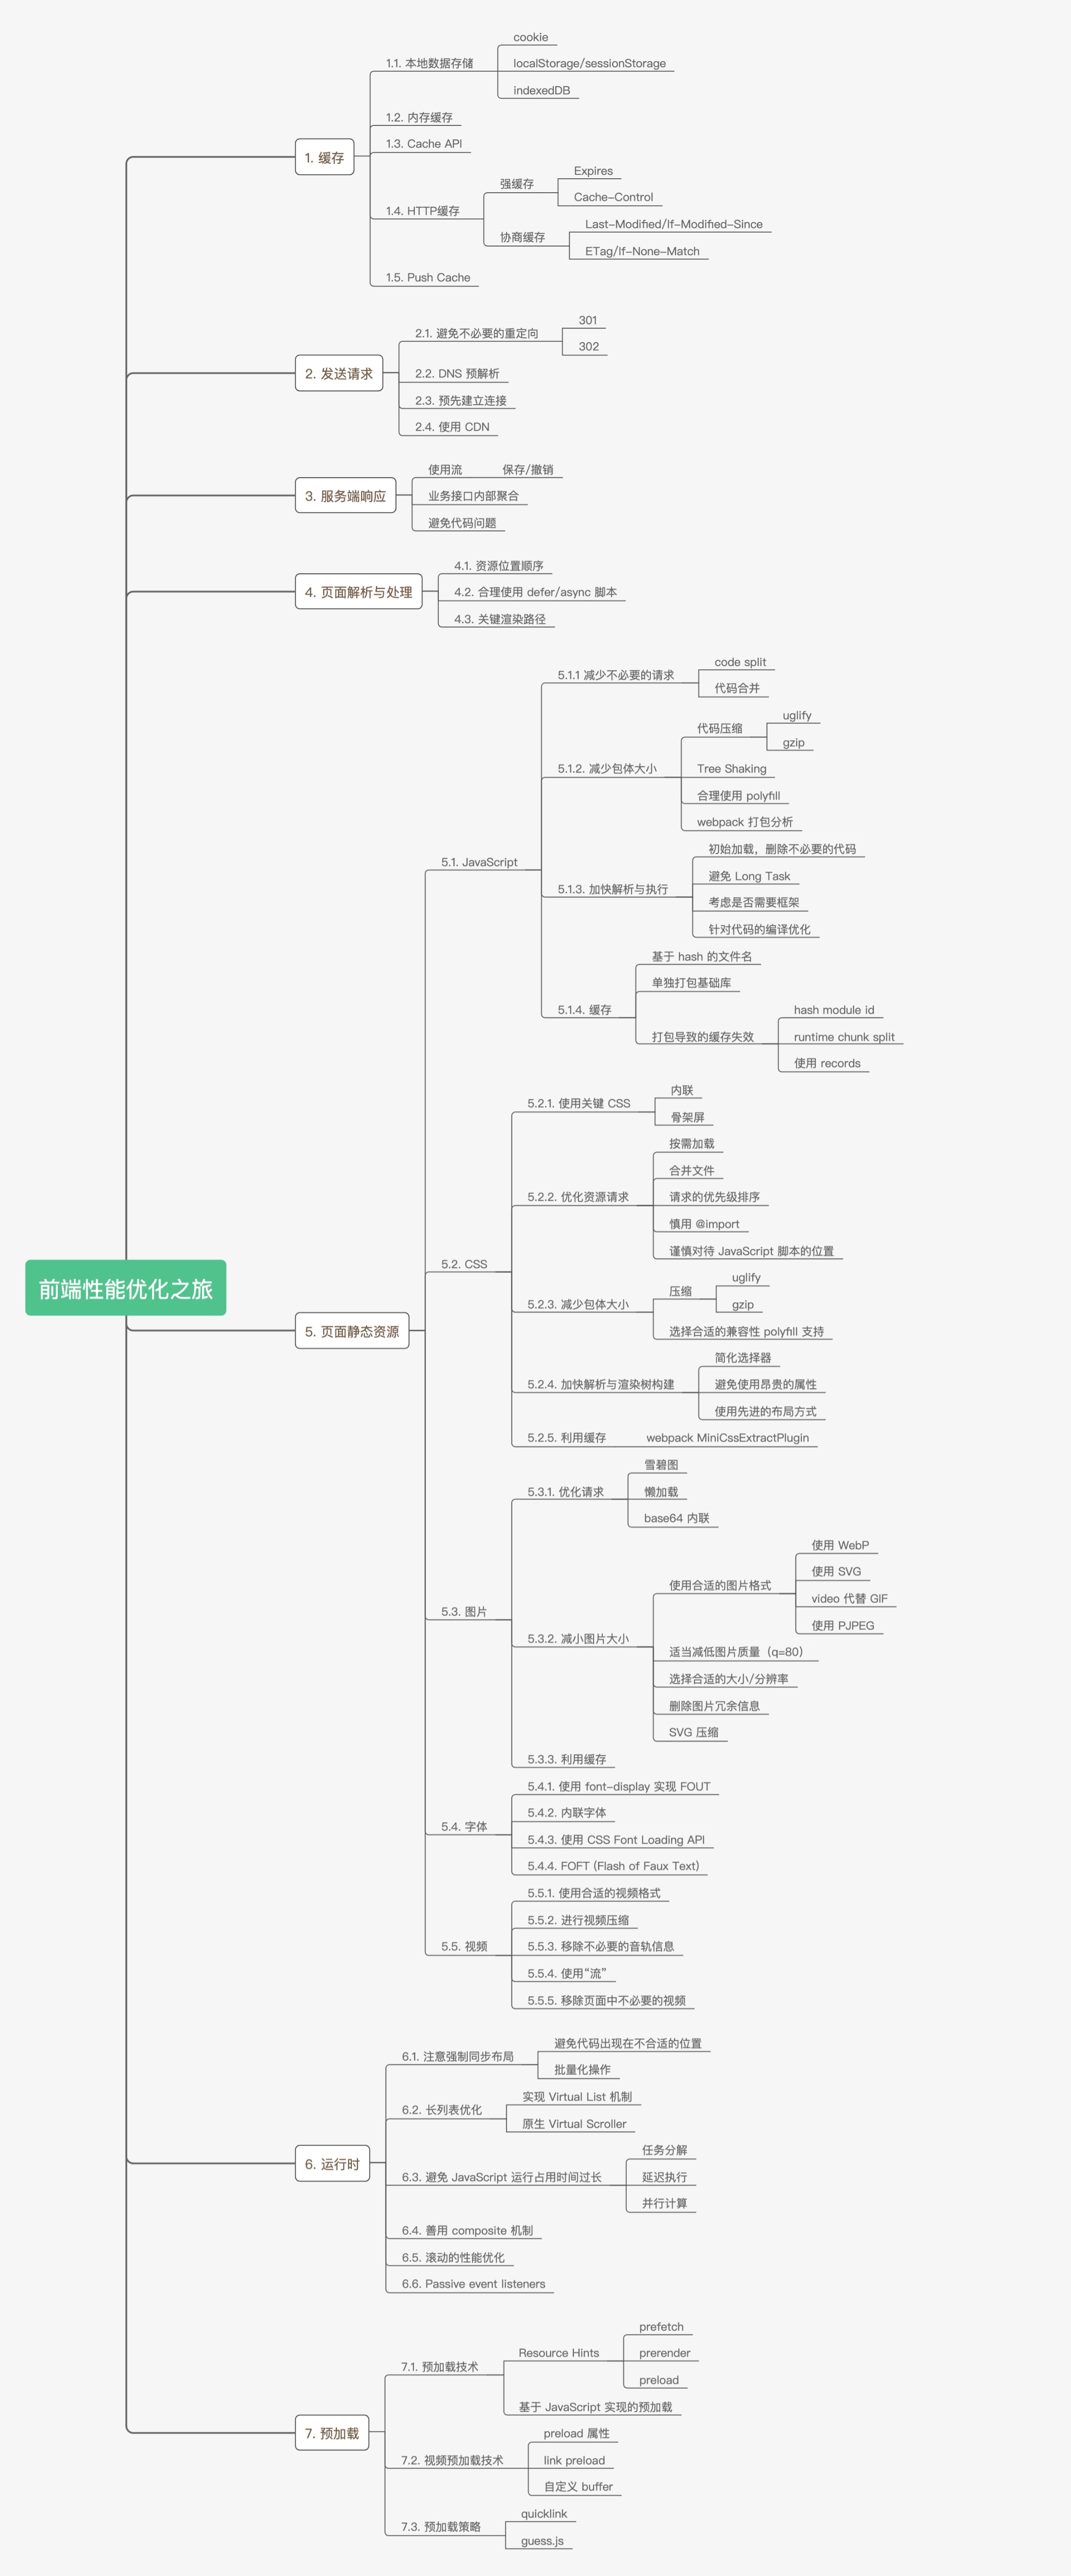 前端性能优化之旅
1. 缓存
1.1. 本地数据存储
cookie
localStorage/sessionStorage
indexedDB
1.2. 内存缓存
1.3. Cache API
1.4. HTTP缓存
强缓存
Expires
Cache-Control
协商缓存
Last-Modified/If-Modified-Since
ETag/If-None-Match
1.5. Push Cache
2. 发送请求
2.1. 避免不必要的重定向
301
302
2.2. DNS 预解析
2.3. 预先建立连接
2.4. 使用 CDN
3. 服务端响应
使用流
保存/撤销
业务接口内部聚合
避免代码问题
4. 页面解析与处理
4.1. 资源位置顺序
4.2. 合理使用 defer/async 脚本
4.3. 关键渲染路径
5. 页面静态资源
5.1. JavaScript
5.1.1 减少不必要的请求
code split
代码合并
5.1.2. 减少包体大小
代码压缩
uglify
gzip
Tree Shaking
合理使用 polyfill
webpack 打包分析
5.1.3. 加快解析与执行
初始加载，删除不必要的代码
避免 Long Task
考虑是否需要框架
针对代码的编译优化
5.1.4. 缓存
基于 hash 的文件名
单独打包基础库
打包导致的缓存失效
hash module id
runtime chunk split
使用 records
5.2. CSS
5.2.1. 使用关键 CSS
内联
骨架屏
5.2.2. 优化资源请求
按需加载
合并文件
请求的优先级排序
慎用 @import
谨慎对待 JavaScript 脚本的位置
5.2.3. 减少包体大小
压缩
uglify
gzip
选择合适的兼容性 polyfill 支持
5.2.4. 加快解析与渲染树构建
简化选择器
避免使用昂贵的属性
使用先进的布局方式
5.2.5. 利用缓存
webpack MiniCssExtractPlugin
5.3. 图片
5.3.1. 优化请求
雪碧图
懒加载
base64 内联
5.3.2. 减小图片大小
使用合适的图片格式
使用 WebP
使用 SVG
video 代替 GIF
使用 PJPEG
适当减低图片质量（q=80）
选择合适的大小/分辨率
删除图片冗余信息
SVG 压缩
5.3.3. 利用缓存
5.4. 字体
5.4.1. 使用 font-display 实现 FOUT
5.4.2. 内联字体
5.4.3. 使用 CSS Font Loading API
5.4.4. FOFT (Flash of Faux Text)
5.5. 视频
5.5.1. 使用合适的视频格式
5.5.2. 进行视频压缩
5.5.3. 移除不必要的音轨信息
5.5.4. 使用“流”
5.5.5. 移除页面中不必要的视频
6. 运行时
6.1. 注意强制同步布局
避免代码出现在不合适的位置
批量化操作
6.2. 长列表优化
实现 Virtual List 机制
原生 Virtual Scroller
6.3. 避免 JavaScript 运行占用时间过长
任务分解
延迟执行
并行计算
6.4. 善用 composite 机制
6.5. 滚动的性能优化
6.6. Passive event listeners
7. 预加载
7.1. 预加载技术
Resource Hints
prefetch
prerender
preload
基于 JavaScript 实现的预加载
7.2. 视频预加载技术
preload 属性
link preload
自定义 buffer
7.3. 预加载策略
quicklink
guess.js